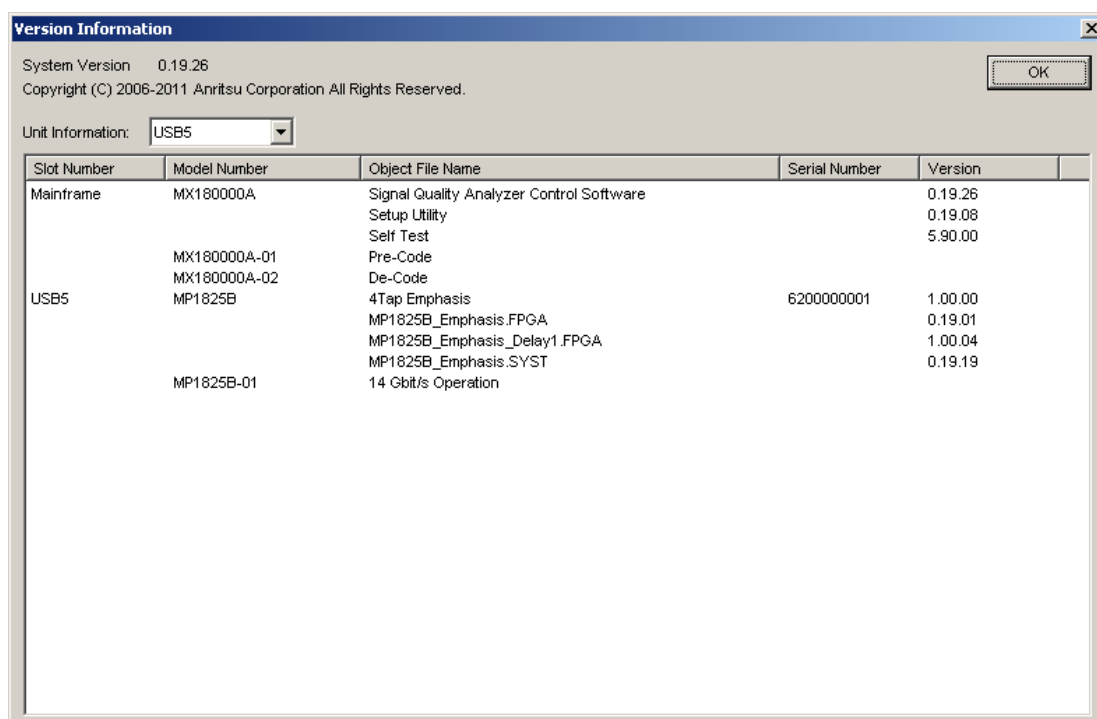 Version Information
System Version 0.19.26
OK
Copyright (C) 2006-2011 Anritsu Corporation All Rights Reserved.
Unit Information: USB5
Slot Number Model Number Object File Name Serial Number Version
Mainframe MX180000A Signal Quality Analyzer Control Software 0.19.26
Setup Utility 0.19.08
Self Test 5.90.00
MX180000A-01 Pre-Code
MX180000A-02 De-Code
USB5 MP1825B 4Tap Emphasis 6200000001 1.00.00
MP1825B_Emphasis.FPGA 0.19.01
MP1825B_Emphasis_Delay1.FPGA 1.00.04
MP1825B_Emphasis.SYST 0.19.19
MP1825B-01 14 Gbit/s Operation